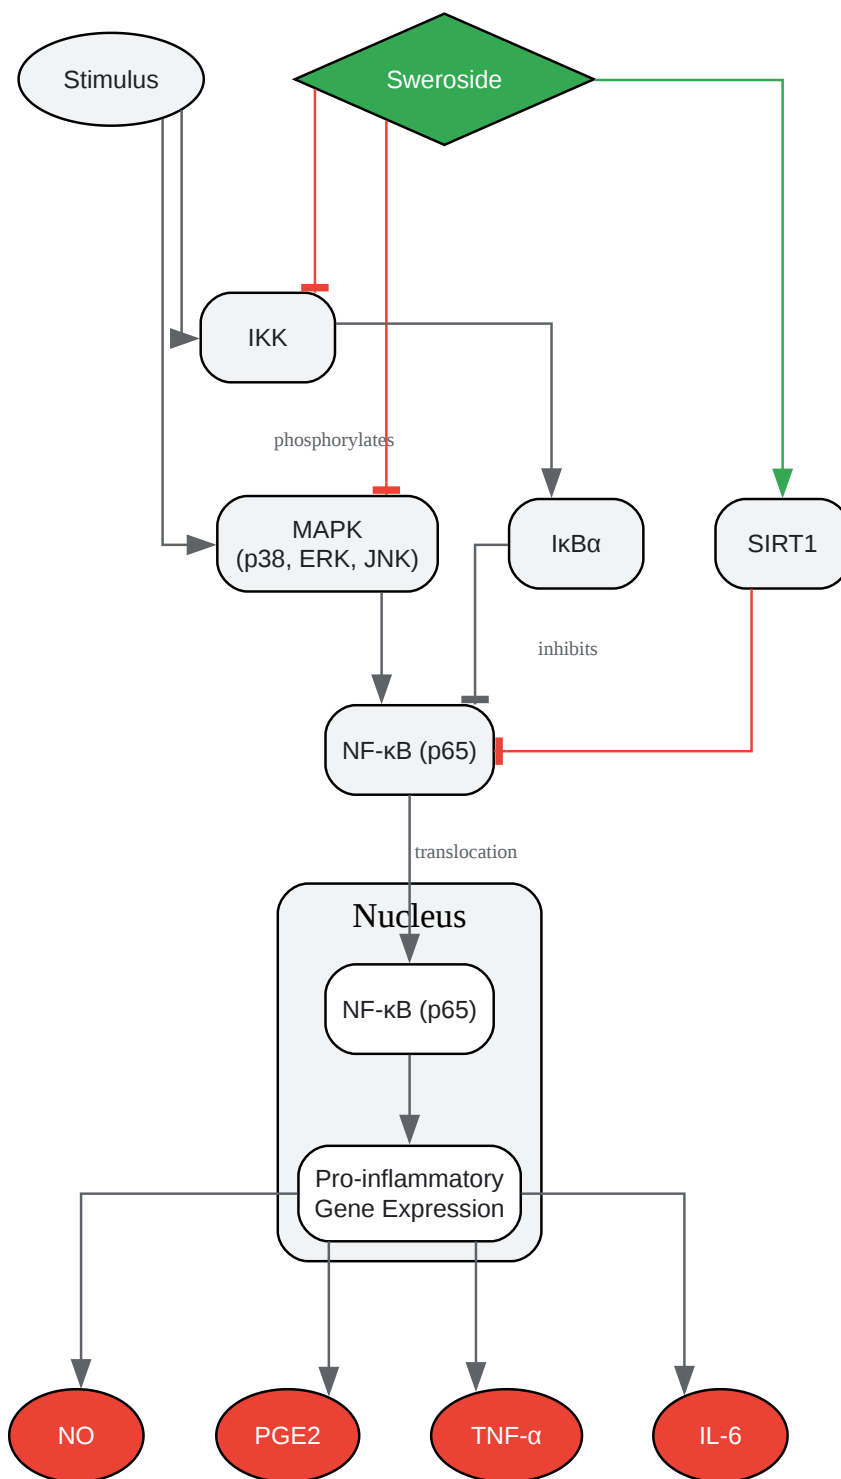 Stimulus
Sweroside
IKK
phosphorylates
MAPK
(p38, ERK, JNK)
IκBα
SIRT1
inhibits
NF-κB (p65)
translocation
Nucleus
NF-κB (p65)
Pro-inflammatory
Gene Expression
NO
PGE2
TNF-α
IL-6